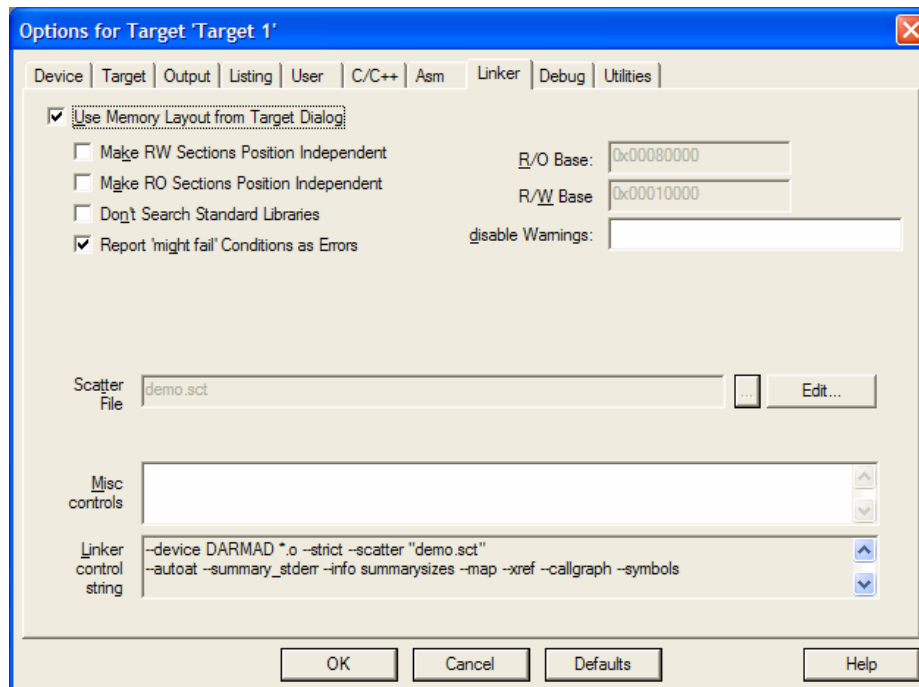 Options for Target 'Target 1'
Device Target Output Listing User C/C++ Asm Linker Debug Utilities
Use Memory Layout from Target Dialog
Make RW Sections Position Independent
Make RO Sections Position Independent
Don't Search Standard Libraries
Report 'might fail' Conditions as Errors
R/O Base: 0x00080000
R/W Base 0x00010000
disable Warnings:
Scatter
File
demo.sct
...
Edit...
Misc
controls
Linker
control
string
--device DARMAD *.o --strict --scatter "demo.sct"
--autoat --summary_stderr --info summarysizes --map --xref --callgraph --symbols
OK Cancel Defaults Help